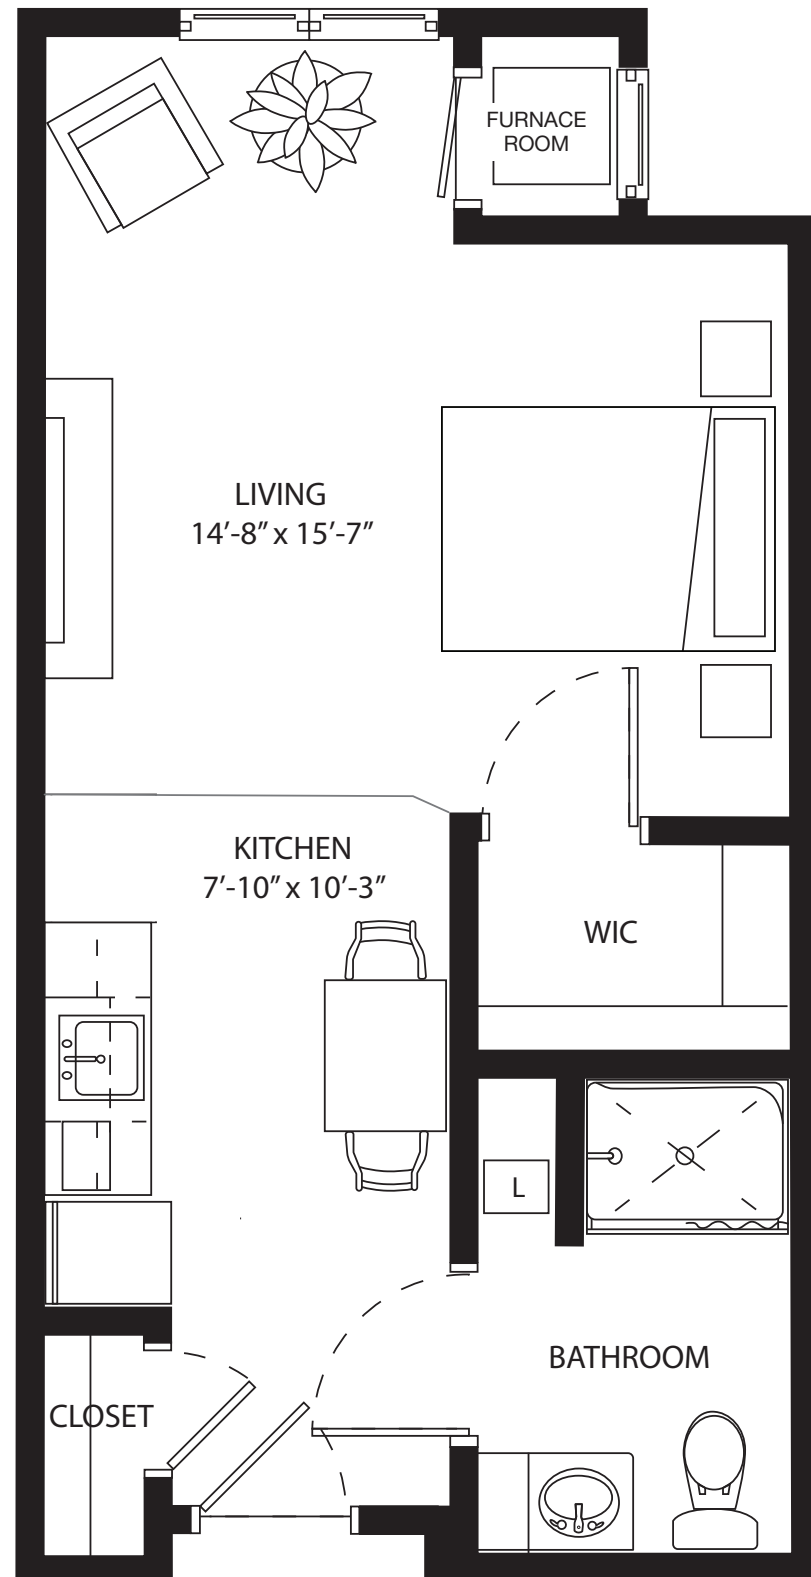 FURNACE
ROOM
LIVING
14’-8” x 15’-7”
KITCHEN
7’-10” x 10’-3”
WIC
L
BATHROOM
CLOSET